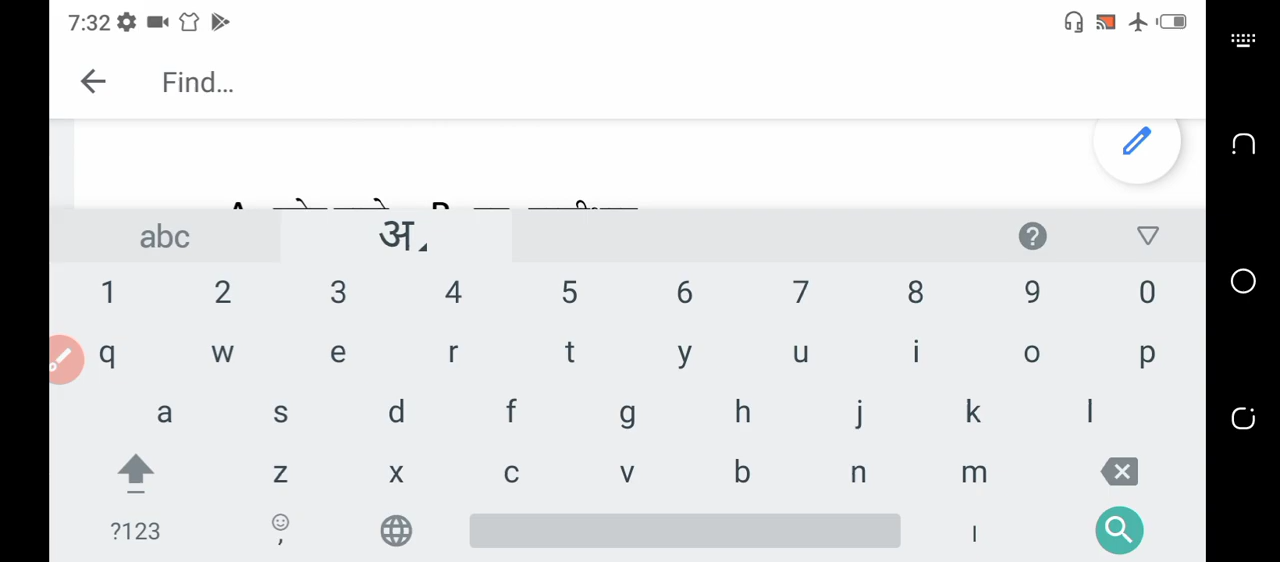 7:32
Find...
A B
abc अ
1 2 3 4 5 6 7 8 9 0
q w e r t y u i o p
a s d f g h j k l
z x c v b n m
?123 , ।